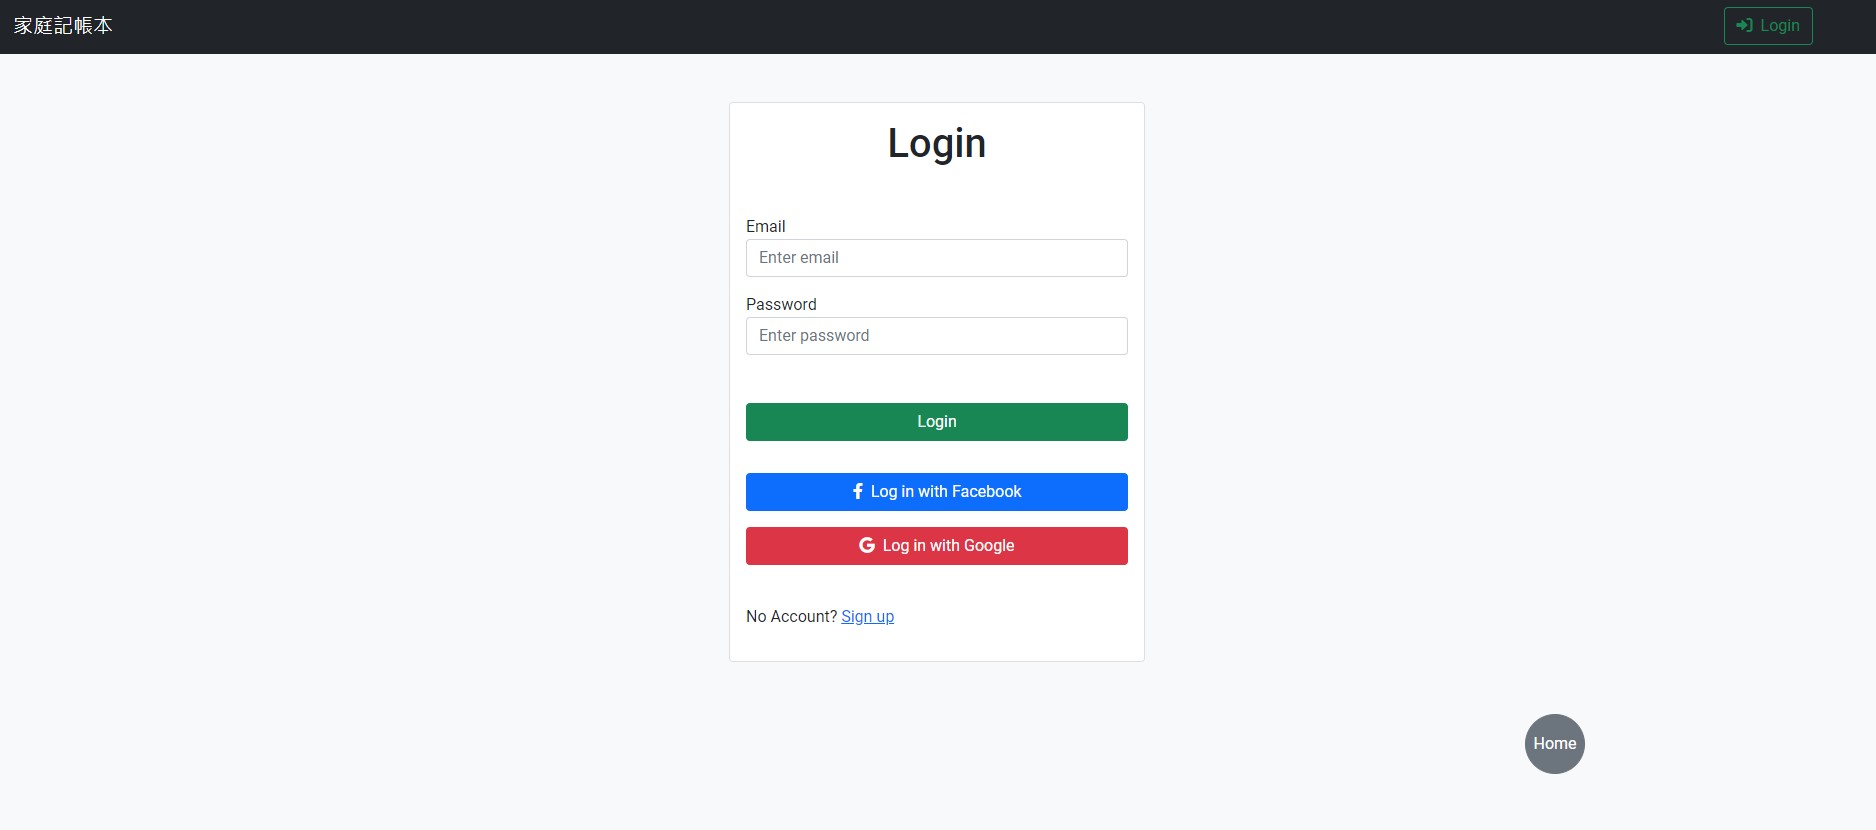 家庭記帳本
Login
Login
Email
Enter email
Password
Enter password
Login
Log in with Facebook
Log in with Google
No Account? Sign up
Home